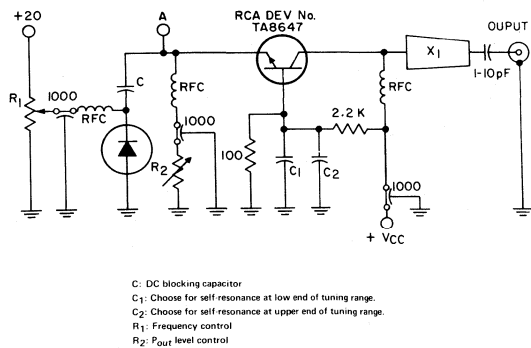 RCA DEV No.
TA8647
+20
A
OUPUT
X1
1-10pF
C
RFC
RFC
1000
R1
RFC
1000
2.2 K
R2
100
C1
C2
1000
+ VCC
C: DC blocking capacitor
C1: Choose for self-resonance at low end of tuning range.
C2: Choose for self-resonance at upper end of tuning range.
R1: Frequency control
R2: Pout level control